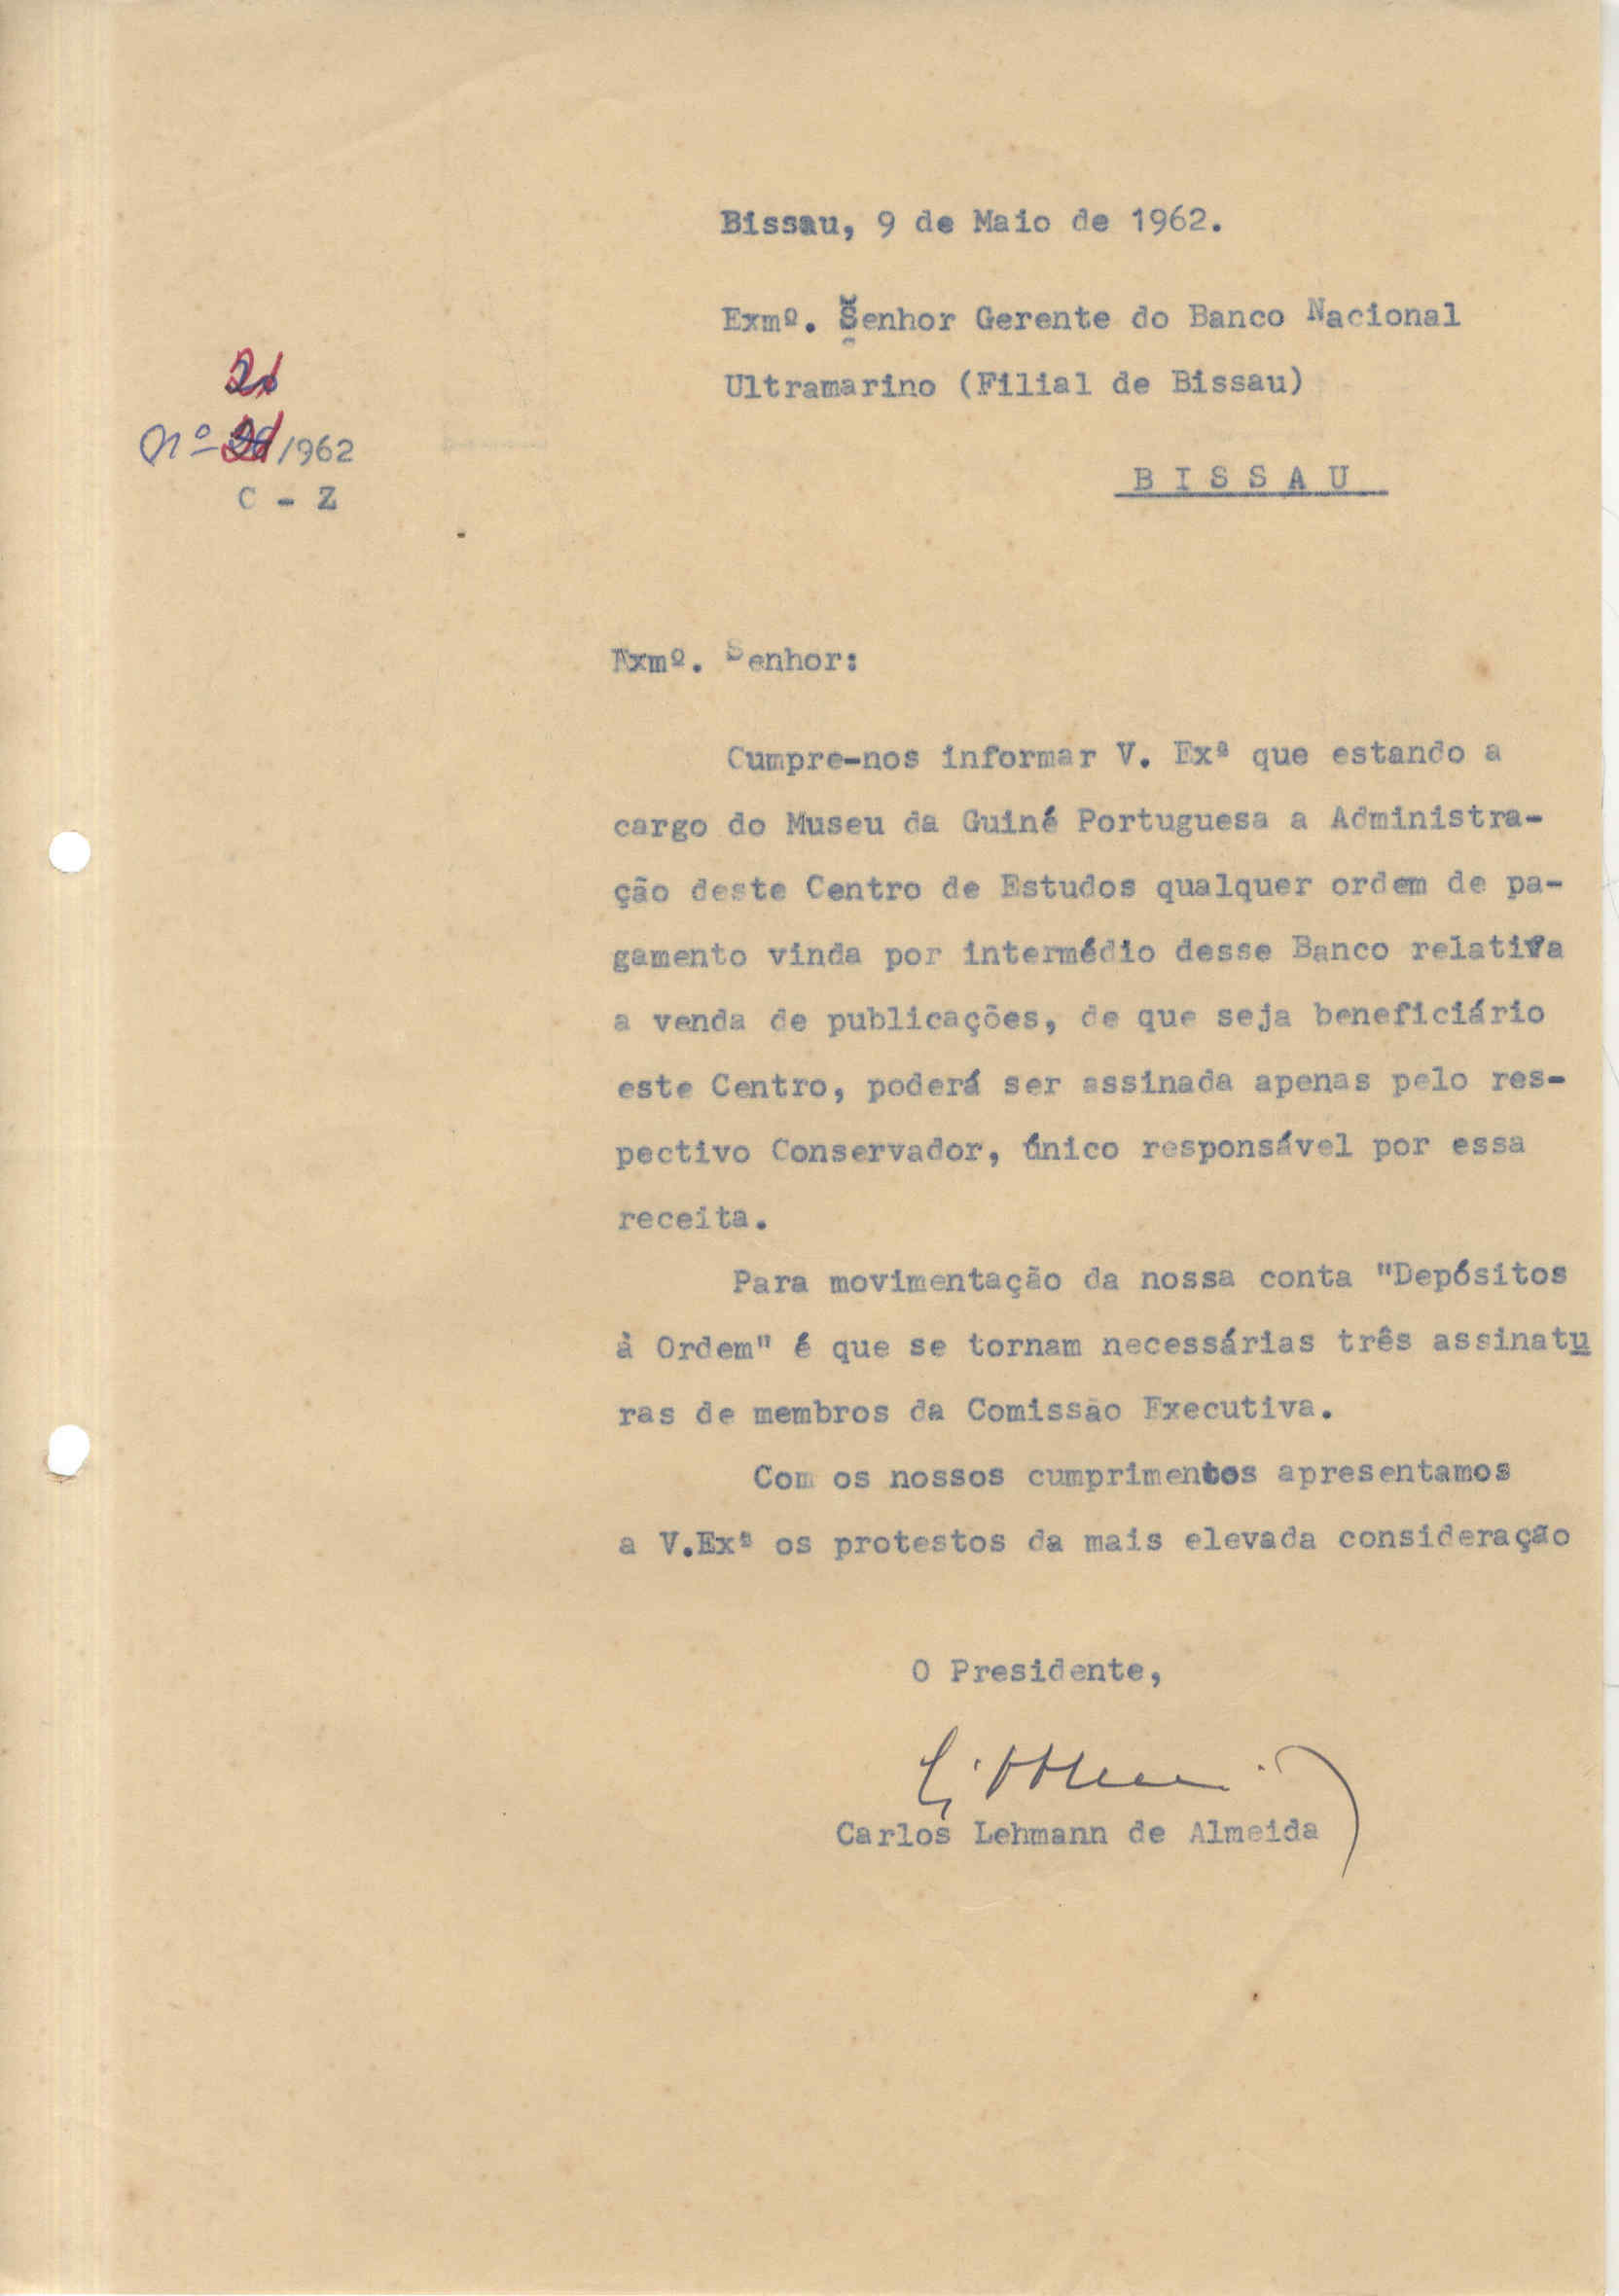 Bissau, 9 de Maio de 1962.
Exmº. Senhor Gerente do Banco Nacional
Ultramarino (Filial de Bissau)
nº /962
C - Z
B I S S A U
Exmº. Senhor:
Cumpre-nos informar V. Exª que estando a
cargo do Museu da Guiné Portuguesa a Administra-
ção deste Centro de Estudos qualquer ordem de pa-
gamento vinda por intermédio desse Banco relativa
a venda de publicações, de que seja beneficiário
este Centro, poderá ser assinada apenas pelo res-
pectivo Conservador, único responsável por essa
receita.
Para movimentação da nossa conta "Depósitos
à Ordem" é que se tornam necessárias três assinatu
ras de membros da Comissão Executiva.
Com os nossos cumprimentos apresentamos
a V.Exª os protestos da mais elevada consideração
O Presidente,
Carlos Lehmann de Almeida